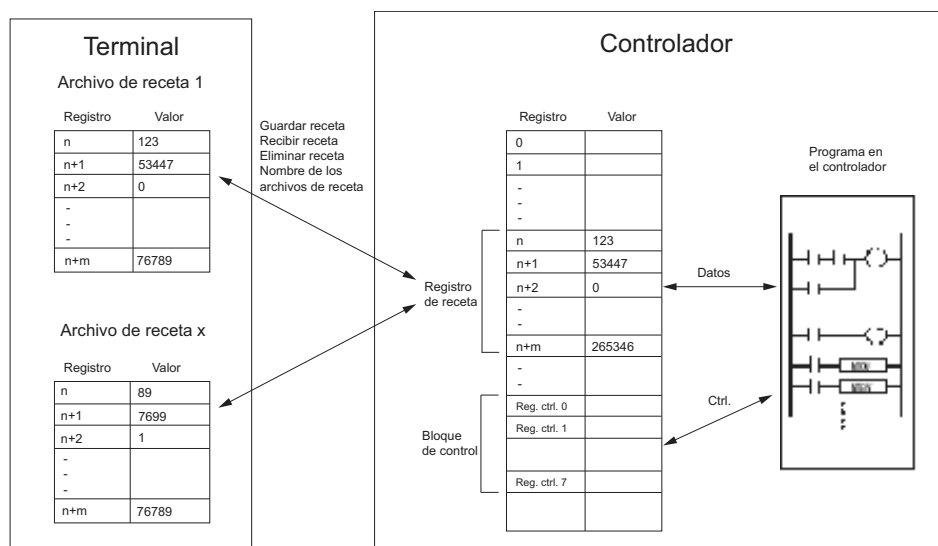 Terminal
Archivo de receta 1
Registro Valor
n 123
n+1 53447
n+2 0
-
-
-
n+m 76789
Archivo de receta x
Registro Valor
n 89
n+1 7699
n+2 1
-
-
-
n+m 76789
Guardar receta
Recibir receta
Eliminar receta
Nombre de los
archivos de receta
Controlador
Registro Valor
0
1
-
-
-
n 123
n+1 53447
n+2 0
-
-
n+m 265346
-
-
Reg. ctrl. 0
Reg. ctrl. 1
Reg. ctrl. 7
Registro
de receta
Bloque
de control
Datos
Ctrl.
Programa en
el controlador